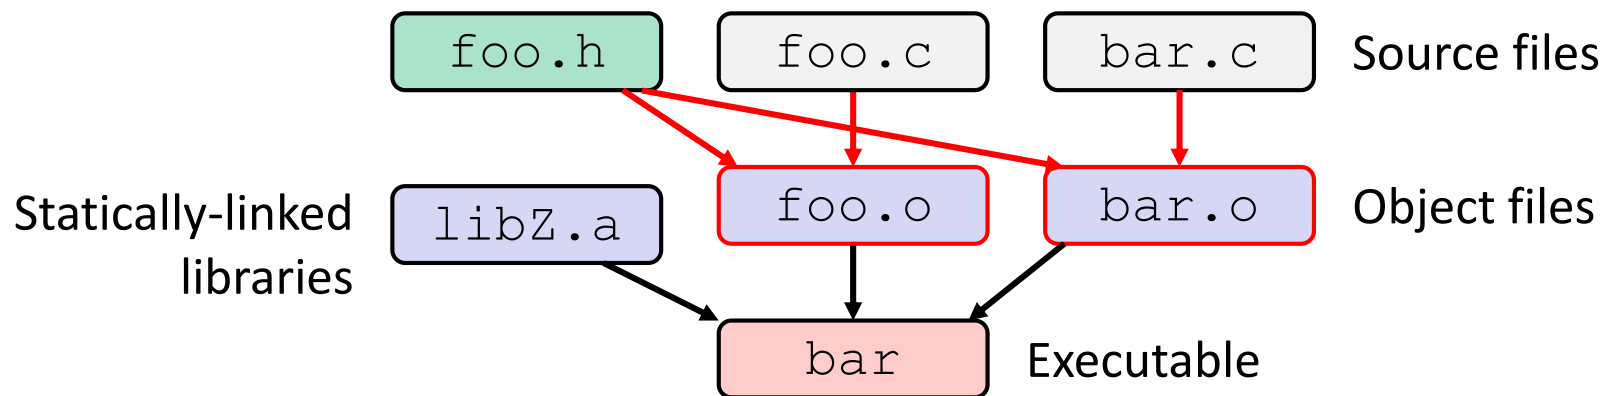 foo.h foo.c bar.c Source files
Statically-linked
libraries
libZ.a foo.o bar.o Object files
bar Executable